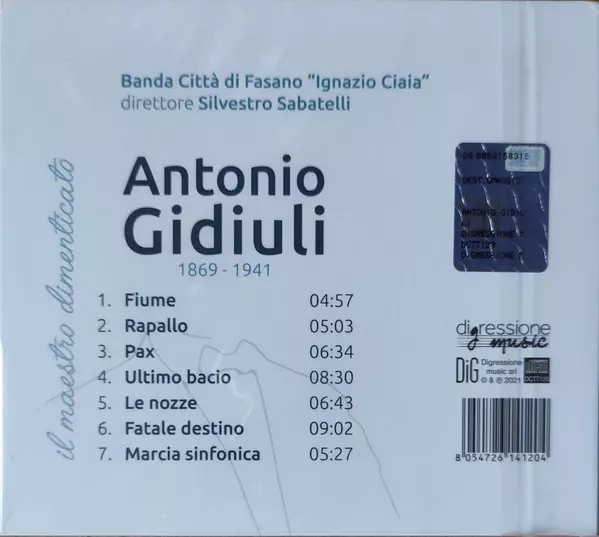 Banda Città di Fasano "Ignazio Ciaia"
direttore Silvestro Sabatelli
il maestro dimenticato
Antonio
Gidiuli
1869 - 1941
1. Fiume 04:57
2. Rapallo 05:03
3. Pax 06:34
4. Ultimo bacio 08:30
5. Le nozze 06:43
6. Fatale destino 09:02
7. Marcia sinfonica 05:27
digressione
music
DiG Digressione
music srl
© & ℗ 2021
DCTT129
8 054726 141204